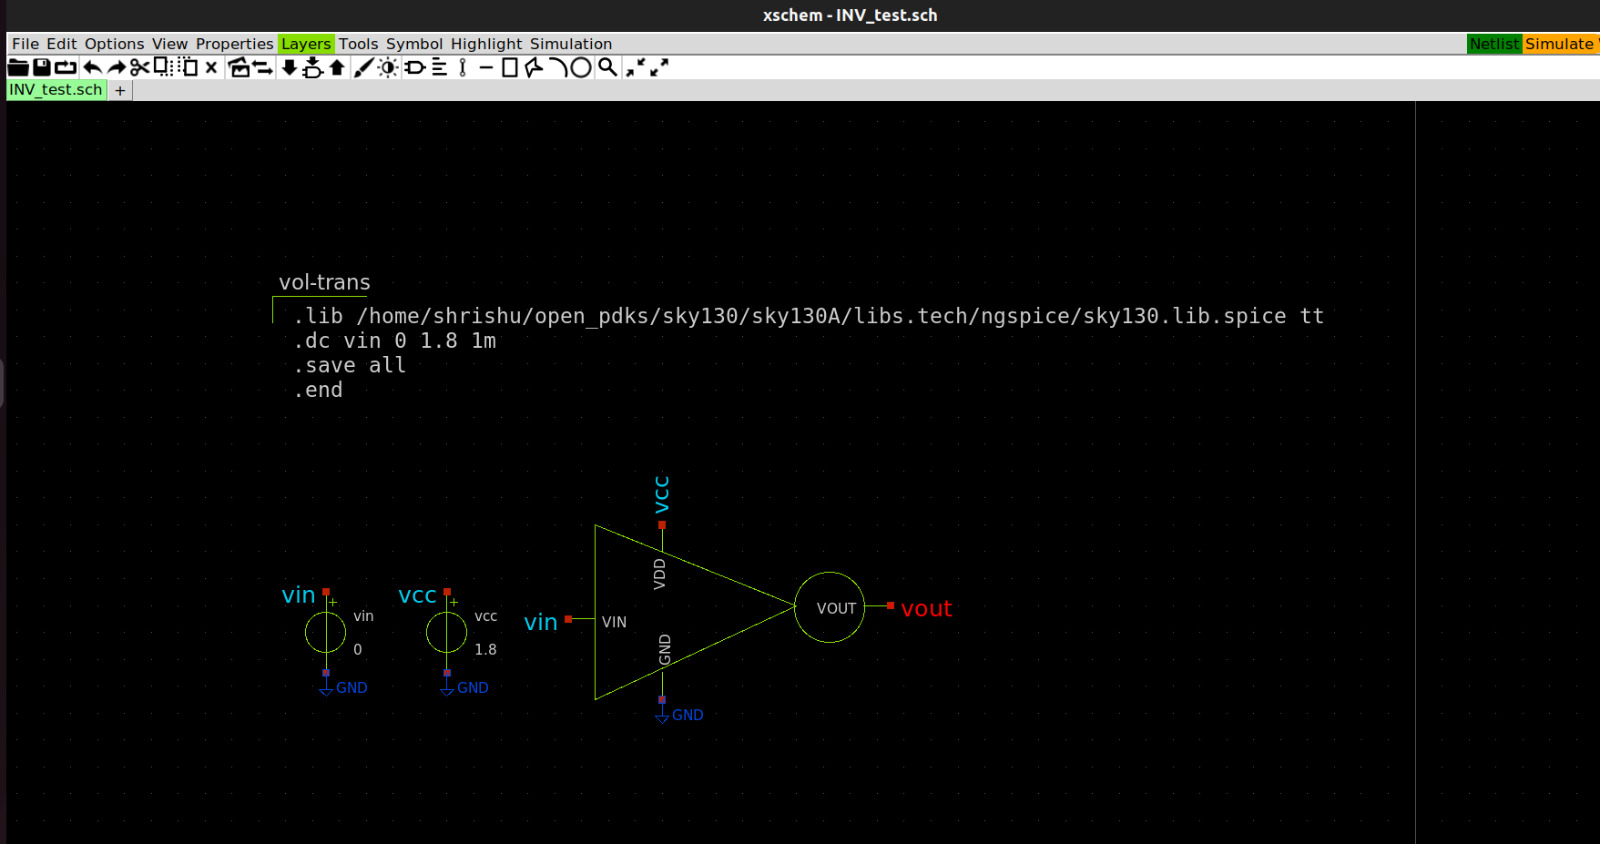 xschem - INV_test.sch
File Edit Options View Properties Layers Tools Symbol Highlight Simulation Netlist Simulate
INV_test.sch +
vol-trans
.lib /home/shrishu/open_pdks/sky130/sky130A/libs.tech/ngspice/sky130.lib.spice tt
.dc vin 0 1.8 1m
.save all
.end
vcc
VDD
vin
+
vin
0
GND
vcc
+
vcc
1.8
GND
vin
VIN
GND
GND
VOUT
vout